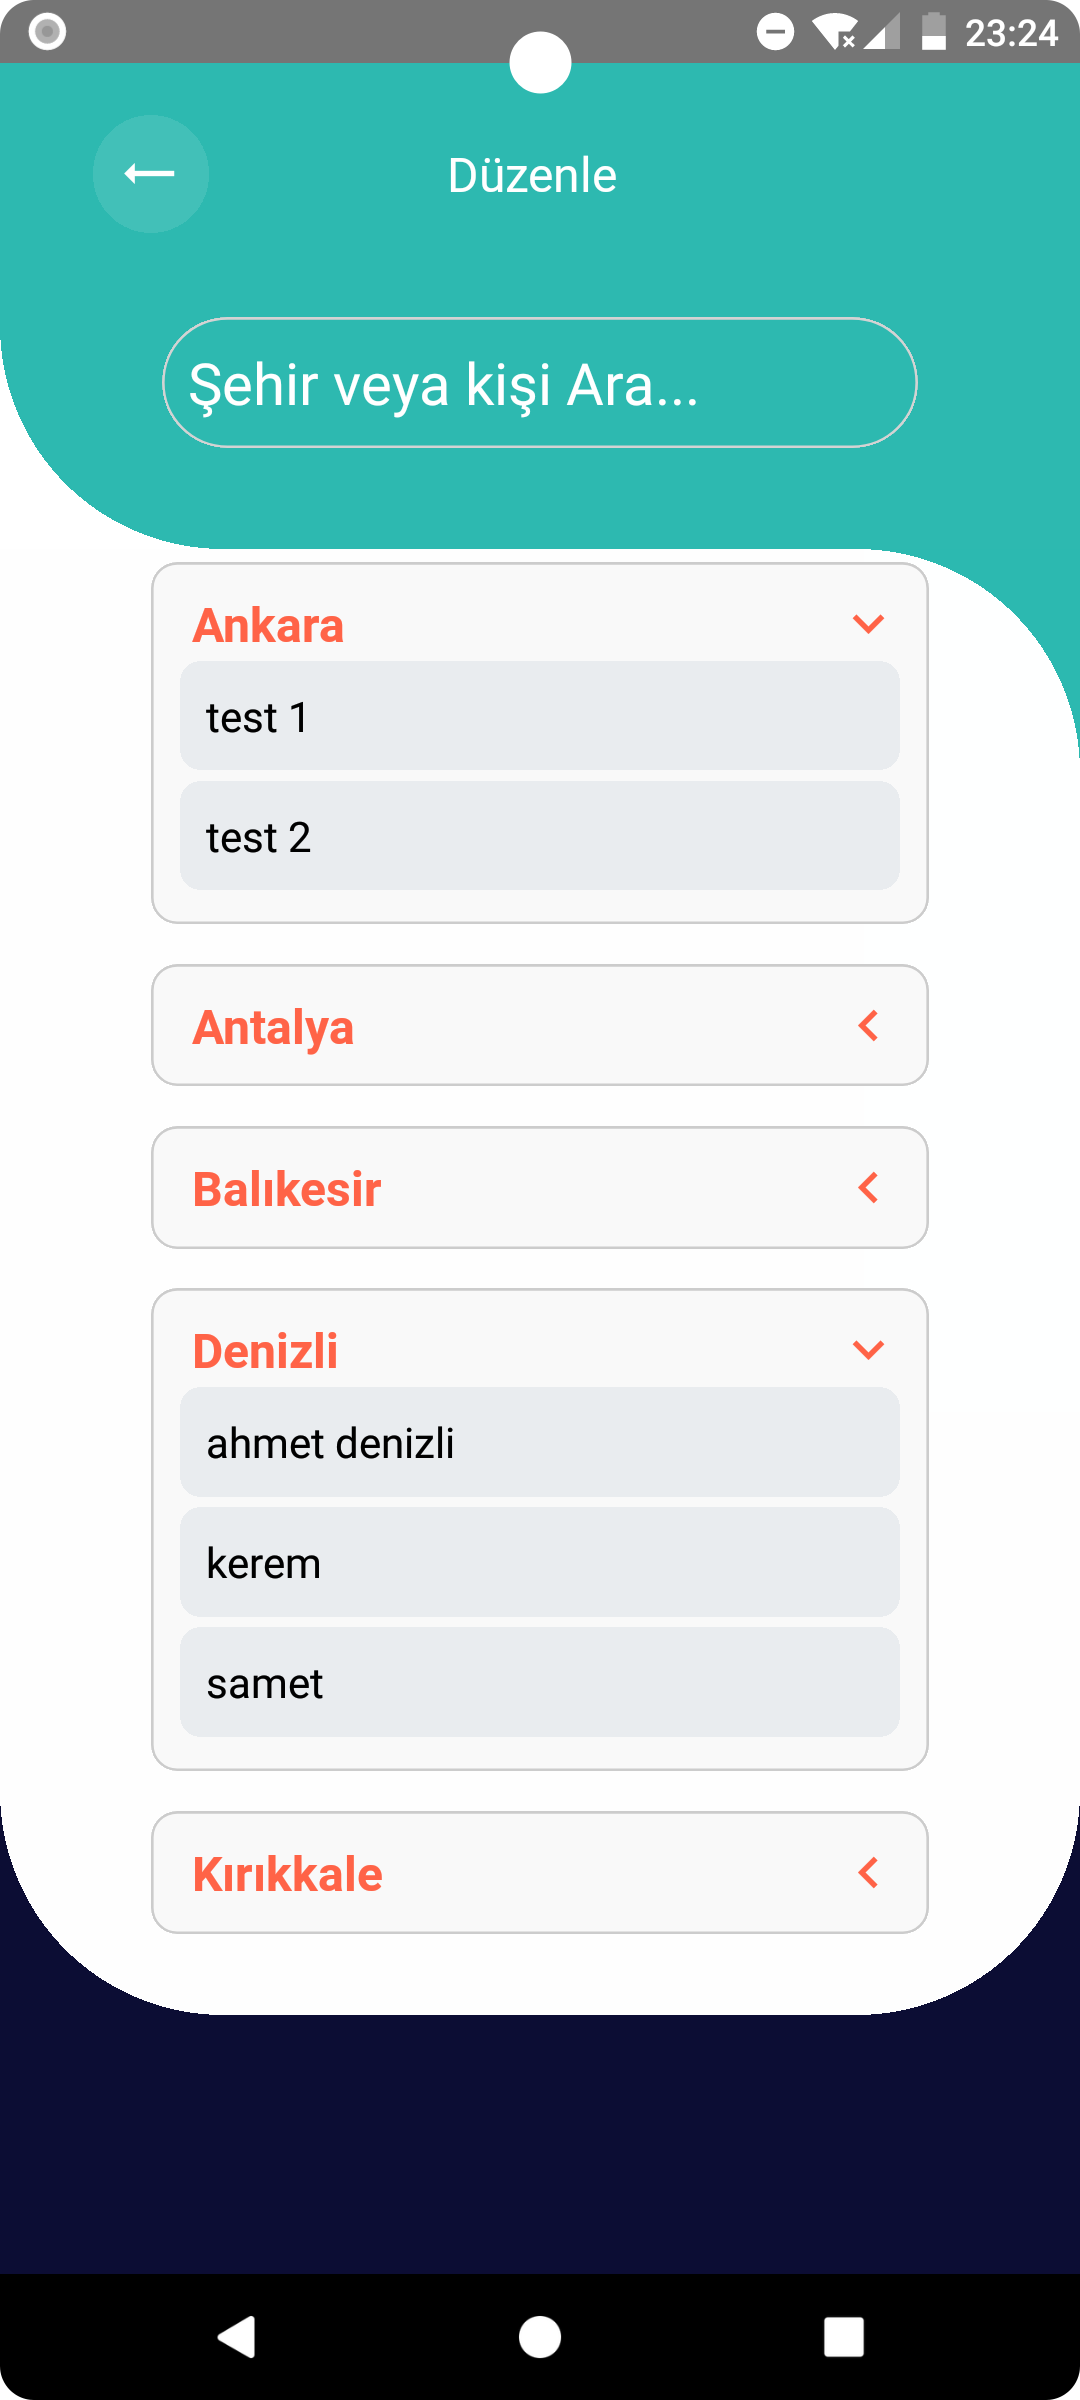 23:24
Düzenle
Şehir veya kişi Ara...
Ankara
test 1
test 2
Antalya
Balıkesir
Denizli
ahmet denizli
kerem
samet
Kırıkkale